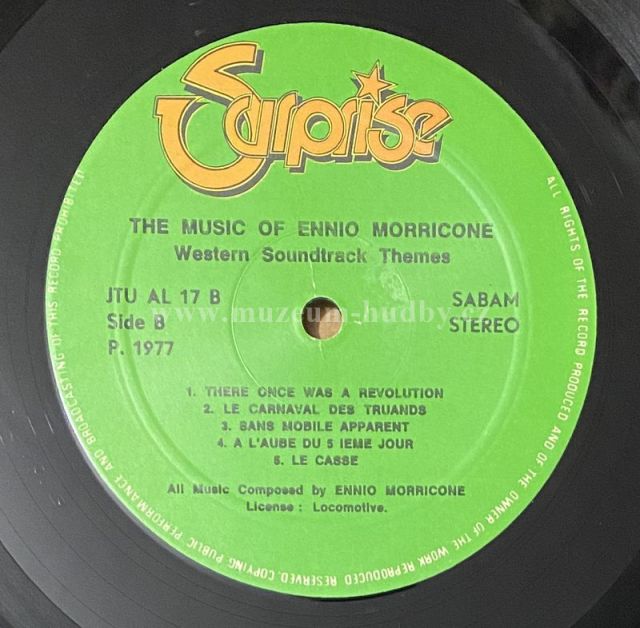 Surprise
THE MUSIC OF ENNIO MORRICONE
Western Soundtrack Themes
JTU AL 17 B
Side B
P. 1977
SABAM
STEREO
www.muzeum-hudby.cz
1. THERE ONCE WAS A REVOLUTION
2. LE CARNAVAL DES TRUANDS
3. SANS MOBILE APPARENT
4. A L'AUBE DU 5 IEME JOUR
5. LE CASSE
All Music Composed by ENNIO MORRICONE
License : Locomotive.
ALL RIGHTS OF THE RECORD PRODUCED AND OF THE OWNER OF THE WORK REPRODUCED RESERVED. COPYING PUBLIC PERFORMANCE AND BROADCASTING OF THIS RECORD PROHIBITED